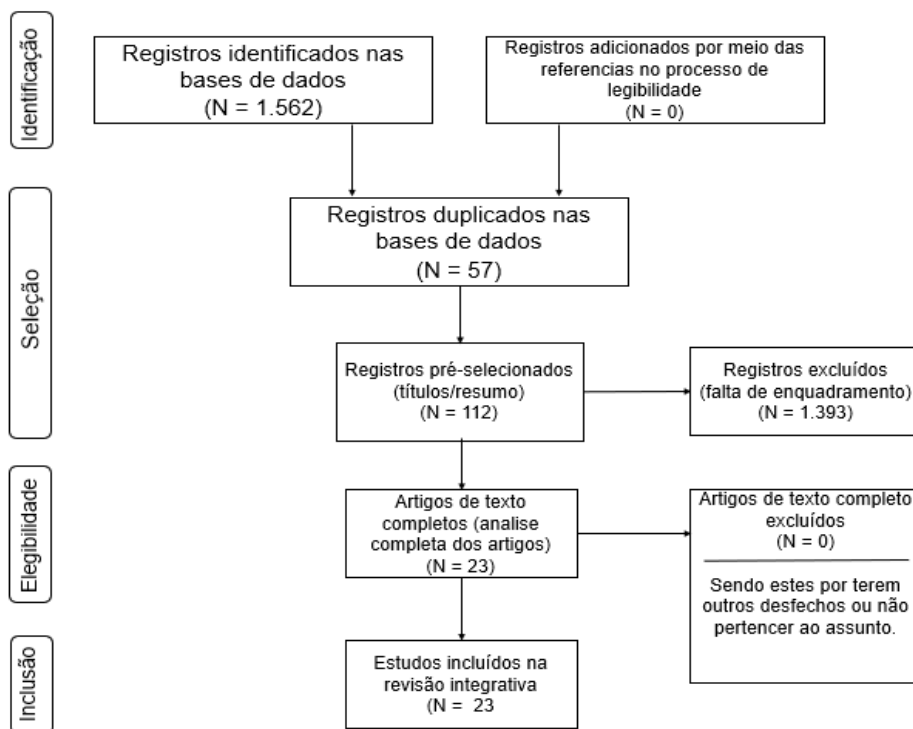 Identificação
Registros identificados nas
bases de dados
(N = 1.562)
Registros adicionados por meio das
referencias no processo de
legibilidade
(N = 0)
Seleção
Registros duplicados nas
bases de dados
(N = 57)
Registros pré-selecionados
(títulos/resumo)
(N = 112)
Registros excluídos
(falta de enquadramento)
(N = 1.393)
Elegibilidade
Artigos de texto
completos (analise
completa dos artigos)
(N = 23)
Artigos de texto completo
excluídos
(N = 0)
Sendo estes por terem
outros desfechos ou não
pertencer ao assunto.
Inclusão
Estudos incluídos na
revisão integrativa
(N = 23